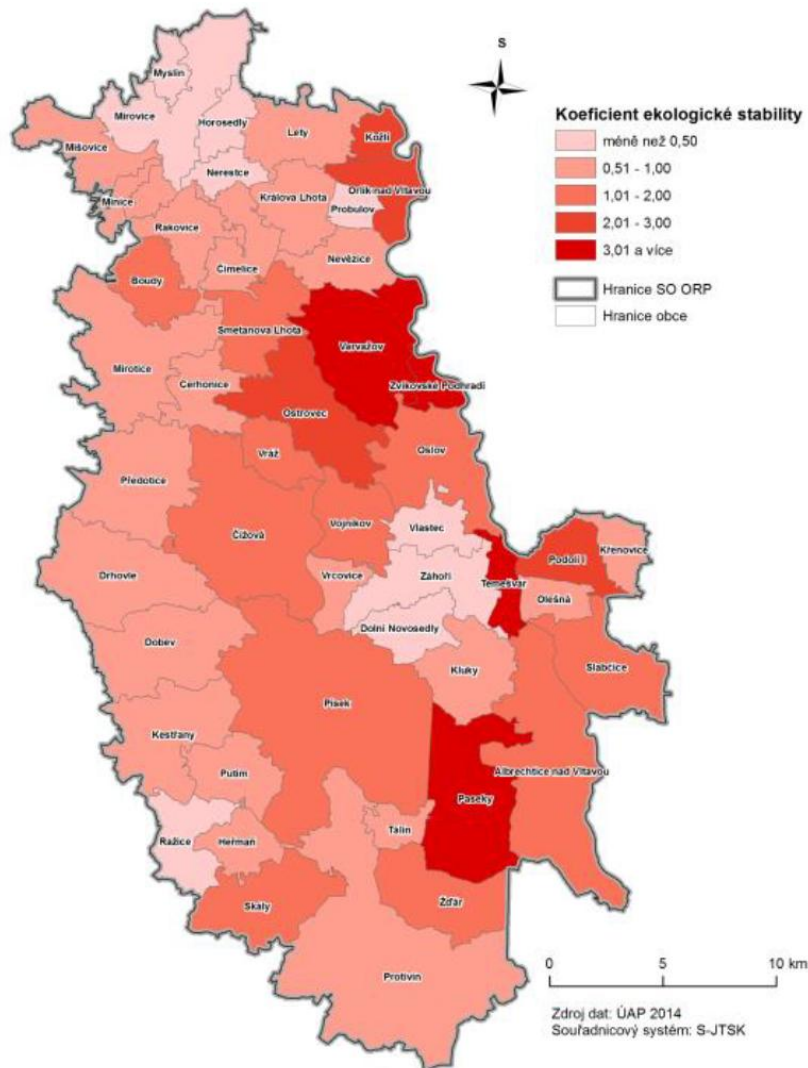 S
Koeficient ekologické stability
méně než 0,50
0,51 - 1,00
1,01 - 2,00
2,01 - 3,00
3,01 a více
Hranice SO ORP
Hranice obce
Myslín
Mirovice
Horosedly
Lety
Kožlí
Mišovice
Nerestce
Orlík nad Vltavou
Minice
Králova Lhota
Probulov
Rakovice
Čimelice
Nevězice
Boudy
Smetanova Lhota
Varvažov
Mirotice
Cerhonice
Zvíkovské Podhradí
Ostrovec
Vráž
Oslov
Předotice
Čížová
Vojníkov
Vlastec
Křenovice
Podolí I
Drhovle
Vrcovice
Záhoří
Temešvár
Olešná
Dolní Novosedly
Dobev
Kluky
Slabčice
Písek
Kestřany
Putim
Albrechtice nad Vltavou
Paseky
Ražice
Heřmaň
Tálín
Skály
Žďár
Protivín
0 5 10 km
Zdroj dat: ÚAP 2014
Souřadnicový systém: S-JTSK